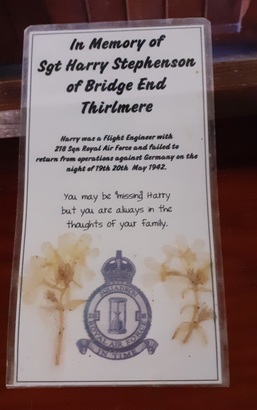 In Memory of
Sgt Harry Stephenson
of Bridge End
Thirlmere
Harry was a Flight Engineer with
218 Sqn Royal Air Force and failed to
return from operations against Germany on the
night of 19th 20th May 1942.
You may be "missing" Harry
but you are always in the
thoughts of your family.
SQUADRON
ROYAL AIR FORCE
IN TIME